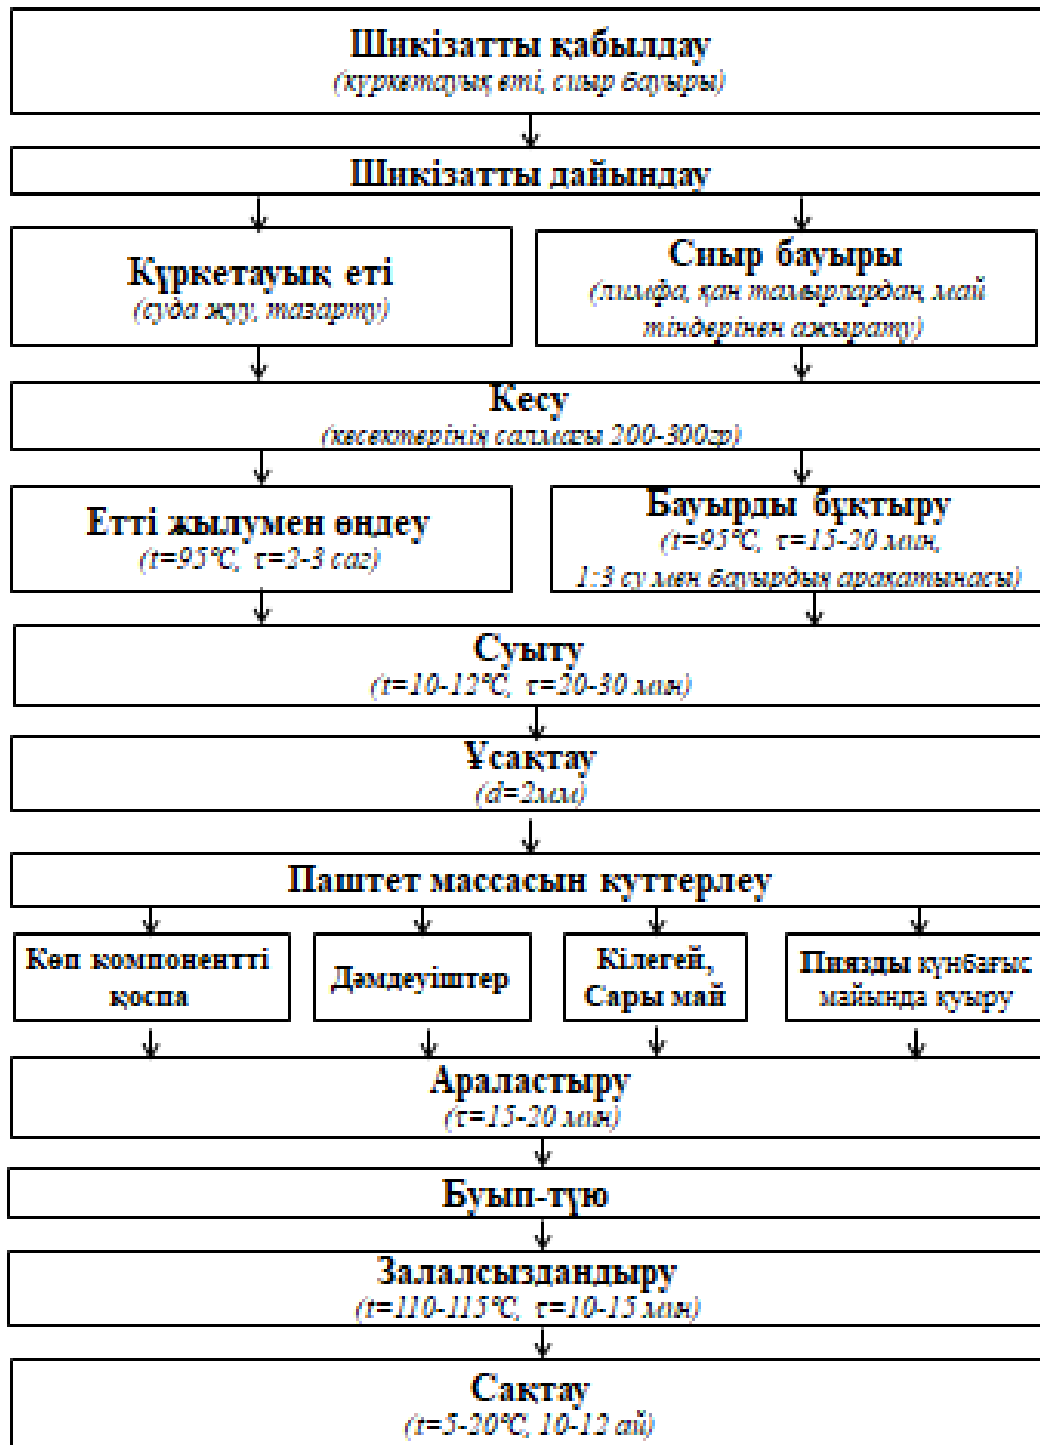 Шикізатты қабылдау
(күркетауық еті, сиыр бауыры)
Шикізатты дайындау
Күркетауық еті
(суда жуу, тазарту)
Сиыр бауыры
(лимфа, қан тамырлардан, май
тіндерінен ажырату)
Кесу
(кесектерінің салмағы 200-300гр)
Етті жылумен өңдеу
(t=95°C, τ=2-3 сағ)
Бауырды бұқтыру
(t=95°C, τ=15-20 мин,
1:3 су мен бауырдың арақатынасы)
Суыту
(t=10-12°C, τ=20-30 мин)
Ұсақтау
(d=2мм)
Паштет массасын куттерлеу
Көп компонентті
қоспа
Дәмдеуіштер
Кілегей,
Сары май
Пиязды күнбағыс
майында қуыру
Араластыру
(τ=15-20 мин)
Буып-түю
Залалсыздандыру
(t=110-115°C, τ=10-15 мин)
Сақтау
(t=5-20°C, 10-12 ай)